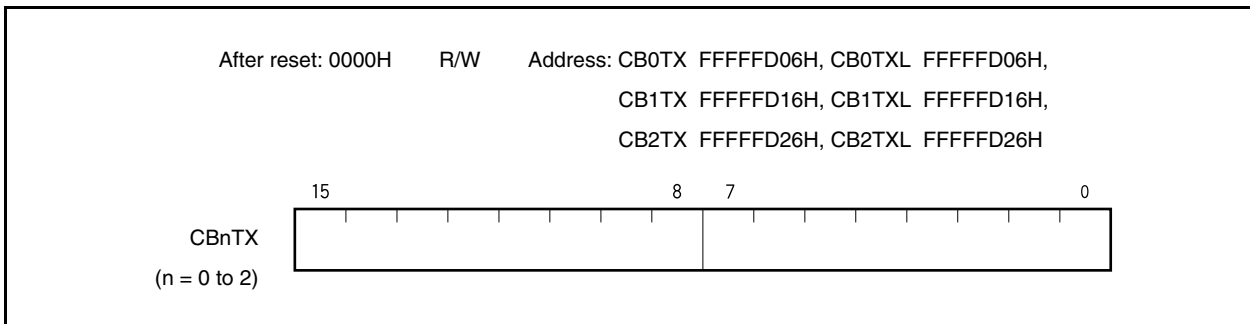 After reset: 0000H R/W Address: CB0TX FFFFFD06H, CB0TXL FFFFFD06H,
CB1TX FFFFFD16H, CB1TXL FFFFFD16H,
CB2TX FFFFFD26H, CB2TXL FFFFFD26H
15 8 7 0
CBnTX
(n = 0 to 2)